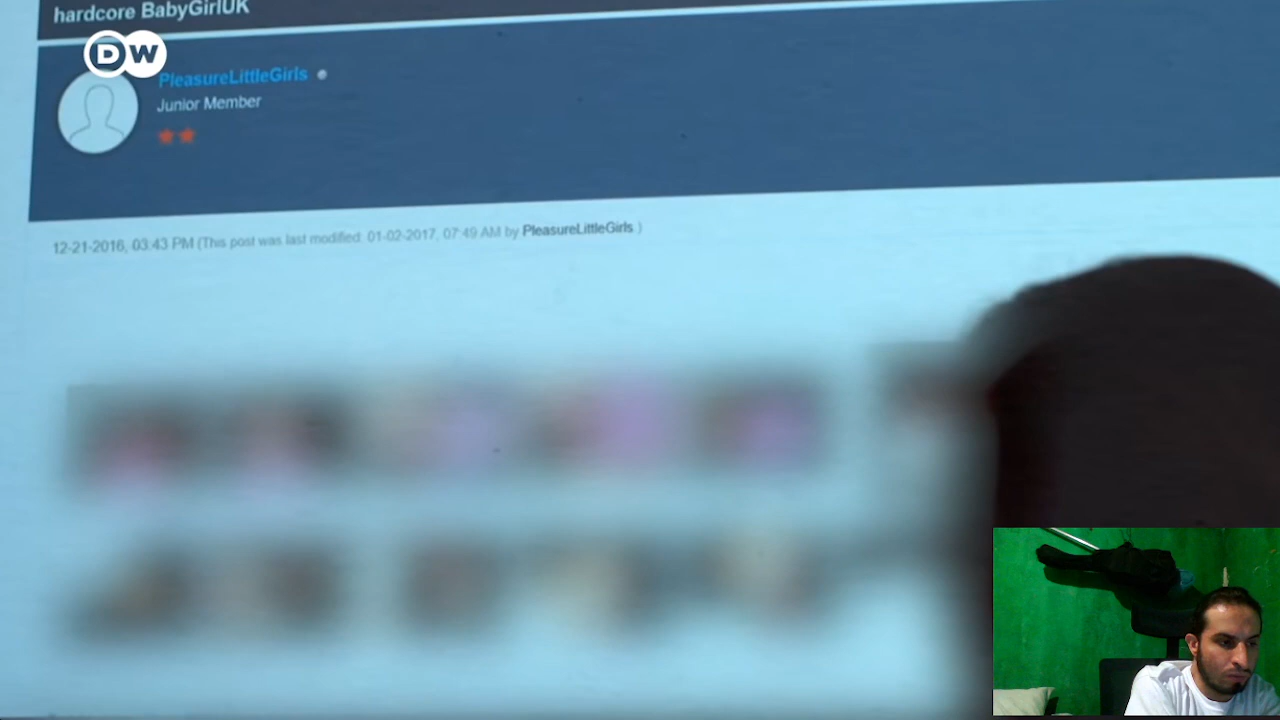 hardcore BabyGirlUK
DW
PleasureLittleGirls
Junior Member
12-21-2016, 03:43 PM (This post was last modified: 01-02-2017, 07:49 AM by PleasureLittleGirls )